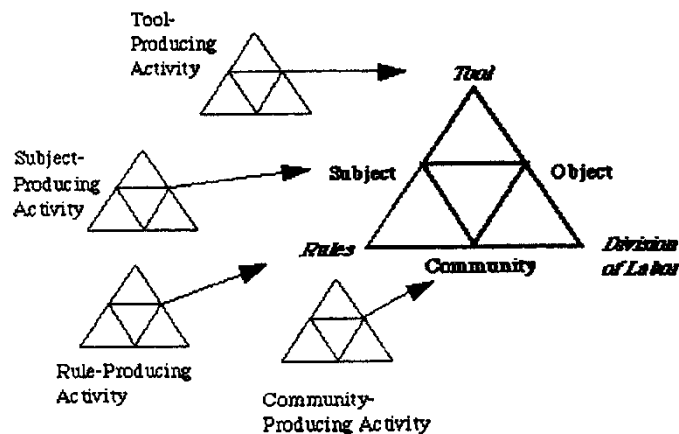 Tool-
Producing
Activity
Tool
Subject-
Producing
Activity
Subject
Object
Rules
Community
Division
of Labor
Rule-Producing
Activity
Community-
Producing Activity